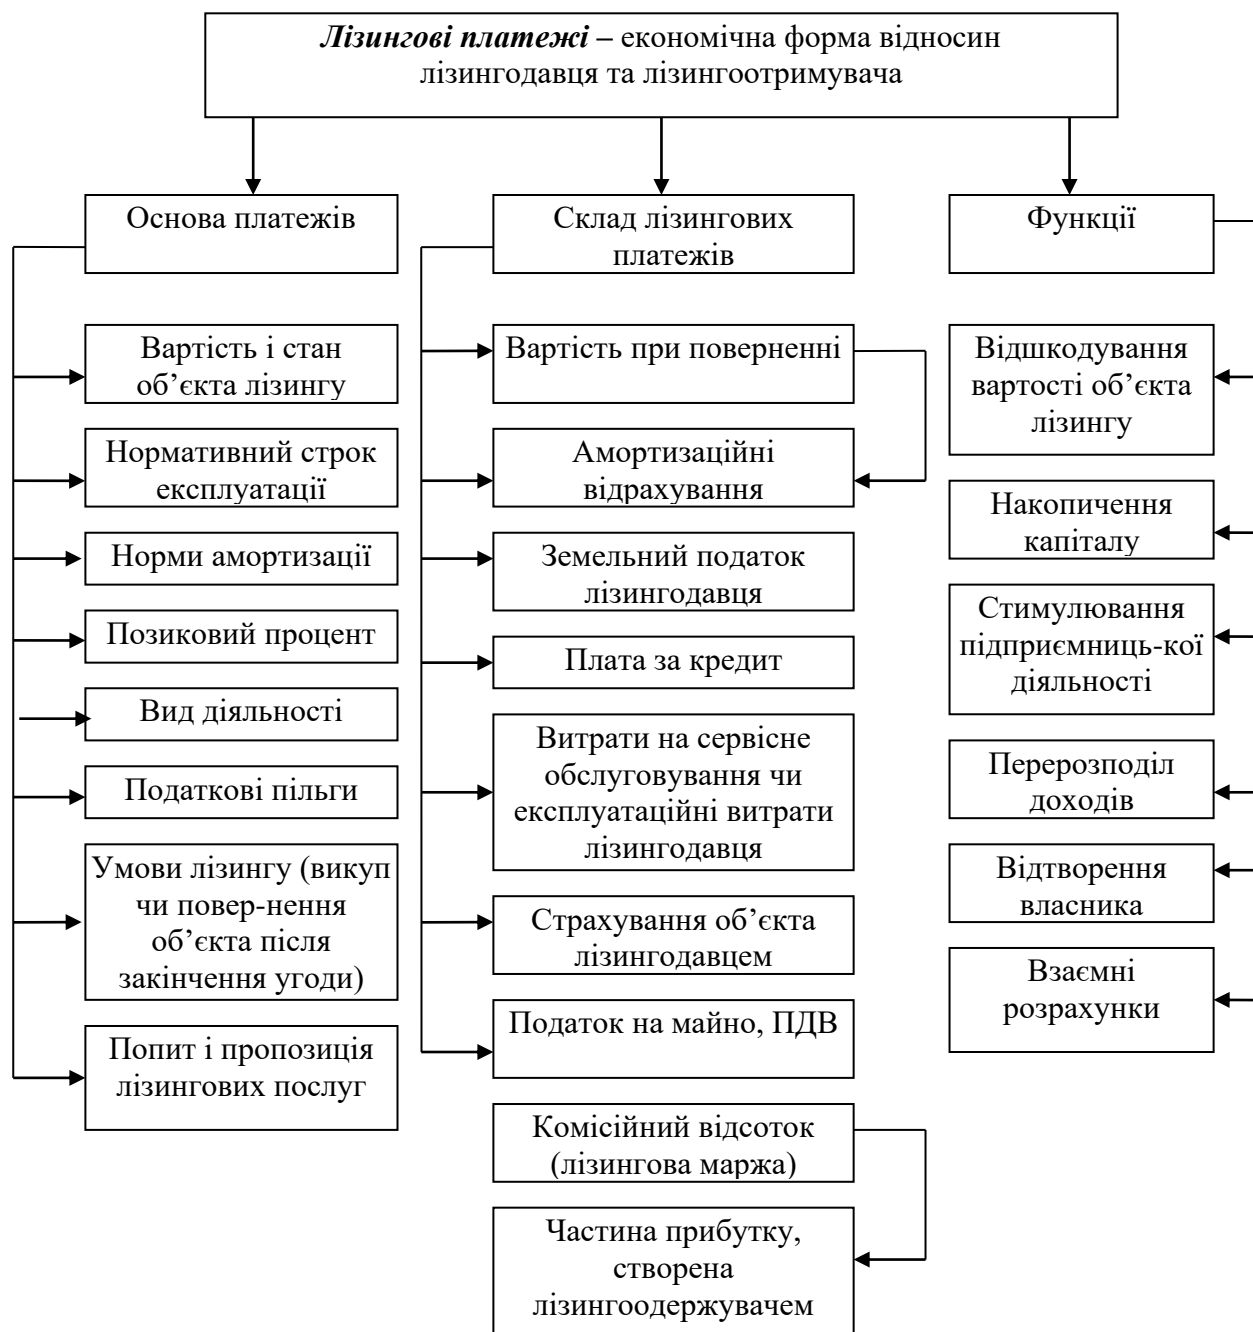 Лізингові платежі – економічна форма відносин
лізингодавця та лізингоотримувача
Основа платежів
Вартість і стан
об’єкта лізингу
Нормативний строк
експлуатації
Норми амортизації
Позиковий процент
Вид діяльності
Податкові пільги
Умови лізингу (викуп
чи повер-нення
об’єкта після
закінчення угоди)
Попит і пропозиція
лізингових послуг
Склад лізингових
платежів
Вартість при поверненні
Амортизаційні
відрахування
Земельний податок
лізингодавця
Плата за кредит
Витрати на сервісне
обслуговування чи
експлуатаційні витрати
лізингодавця
Страхування об’єкта
лізингодавцем
Податок на майно, ПДВ
Комісійний відсоток
(лізингова маржа)
Частина прибутку,
створена
лізингоодержувачем
Функції
Відшкодування
вартості об’єкта
лізингу
Накопичення
капіталу
Стимулювання
підприємниць-кої
діяльності
Перерозподіл
доходів
Відтворення
власника
Взаємні
розрахунки